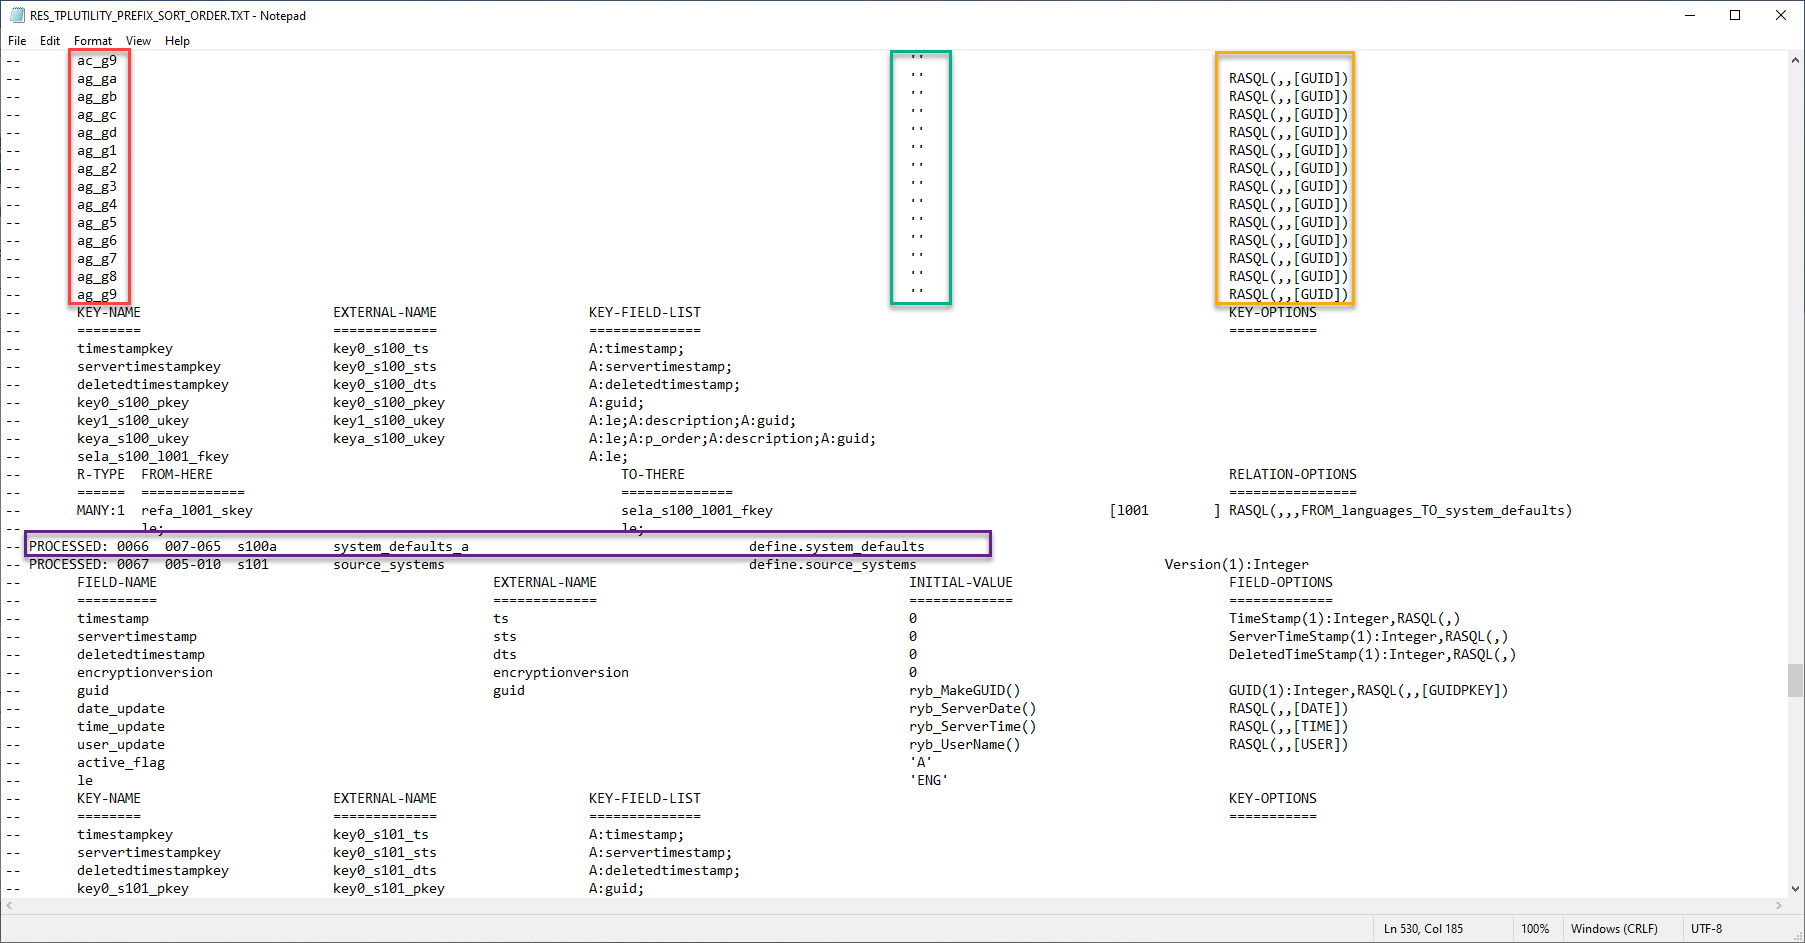 RES_TPLUTILITY_PREFIX_SORT_ORDER.TXT - Notepad
File Edit Format View Help
-- ac_g9 ''
-- ag_ga '' RASQL(,,[GUID])
-- ag_gb '' RASQL(,,[GUID])
-- ag_gc '' RASQL(,,[GUID])
-- ag_gd '' RASQL(,,[GUID])
-- ag_g1 '' RASQL(,,[GUID])
-- ag_g2 '' RASQL(,,[GUID])
-- ag_g3 '' RASQL(,,[GUID])
-- ag_g4 '' RASQL(,,[GUID])
-- ag_g5 '' RASQL(,,[GUID])
-- ag_g6 '' RASQL(,,[GUID])
-- ag_g7 '' RASQL(,,[GUID])
-- ag_g8 '' RASQL(,,[GUID])
-- ag_g9 '' RASQL(,,[GUID])
-- KEY-NAME EXTERNAL-NAME KEY-FIELD-LIST KEY-OPTIONS
-- ======== ============= ============== ===========
-- timestampkey key0_s100_ts A:timestamp;
-- servertimestampkey key0_s100_sts A:servertimestamp;
-- deletedtimestampkey key0_s100_dts A:deletedtimestamp;
-- key0_s100_pkey key0_s100_pkey A:guid;
-- key1_s100_ukey key1_s100_ukey A:le;A:description;A:guid;
-- keya_s100_ukey keya_s100_ukey A:le;A:p_order;A:description;A:guid;
-- sela_s100_l001_fkey A:le;
-- R-TYPE FROM-HERE TO-THERE RELATION-OPTIONS
-- ====== ============= ============== ================
-- MANY:1 refa_l001_skey sela_s100_l001_fkey [l001 ] RASQL(,,,FROM_languages_TO_system_defaults)
-- le; le;
-- PROCESSED: 0066 007-065 s100a system_defaults_a define.system_defaults
-- PROCESSED: 0067 005-010 s101 source_systems define.source_systems Version(1):Integer
-- FIELD-NAME EXTERNAL-NAME INITIAL-VALUE FIELD-OPTIONS
-- ========== ============= ============= =============
-- timestamp ts 0 TimeStamp(1):Integer,RASQL(,)
-- servertimestamp sts 0 ServerTimeStamp(1):Integer,RASQL(,)
-- deletedtimestamp dts 0 DeletedTimeStamp(1):Integer,RASQL(,)
-- encryptionversion encryptionversion 0
-- guid guid ryb_MakeGUID() GUID(1):Integer,RASQL(,,[GUIDPKEY])
-- date_update ryb_ServerDate() RASQL(,,[DATE])
-- time_update ryb_ServerTime() RASQL(,,[TIME])
-- user_update ryb_UserName() RASQL(,,[USER])
-- active_flag 'A'
-- le 'ENG'
-- KEY-NAME EXTERNAL-NAME KEY-FIELD-LIST KEY-OPTIONS
-- ======== ============= ============== ===========
-- timestampkey key0_s101_ts A:timestamp;
-- servertimestampkey key0_s101_sts A:servertimestamp;
-- deletedtimestampkey key0_s101_dts A:deletedtimestamp;
-- key0_s101_pkey key0_s101_pkey A:guid;
Ln 530, Col 185 100% Windows (CRLF) UTF-8